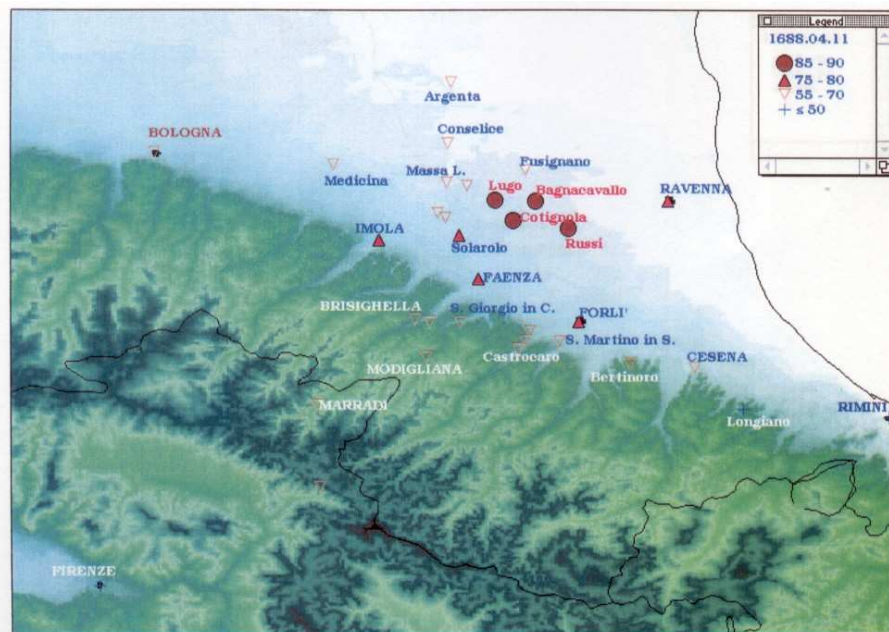 Legend
1688.04.11
85 - 90
75 - 80
55 - 70
≤ 50
Argenta
Conselice
BOLOGNA
Medicina
Massa L.
Fusignano
Lugo
Bagnacavallo
RAVENNA
Cotignola
IMOLA
Solarolo
Russi
FAENZA
BRISIGHELLA
S. Giorgio in C.
FORLI'
S. Martino in S.
Castrocaro
MODIGLIANA
Bertinoro
CESENA
MARRADI
RIMINI
Longiano
FIRENZE